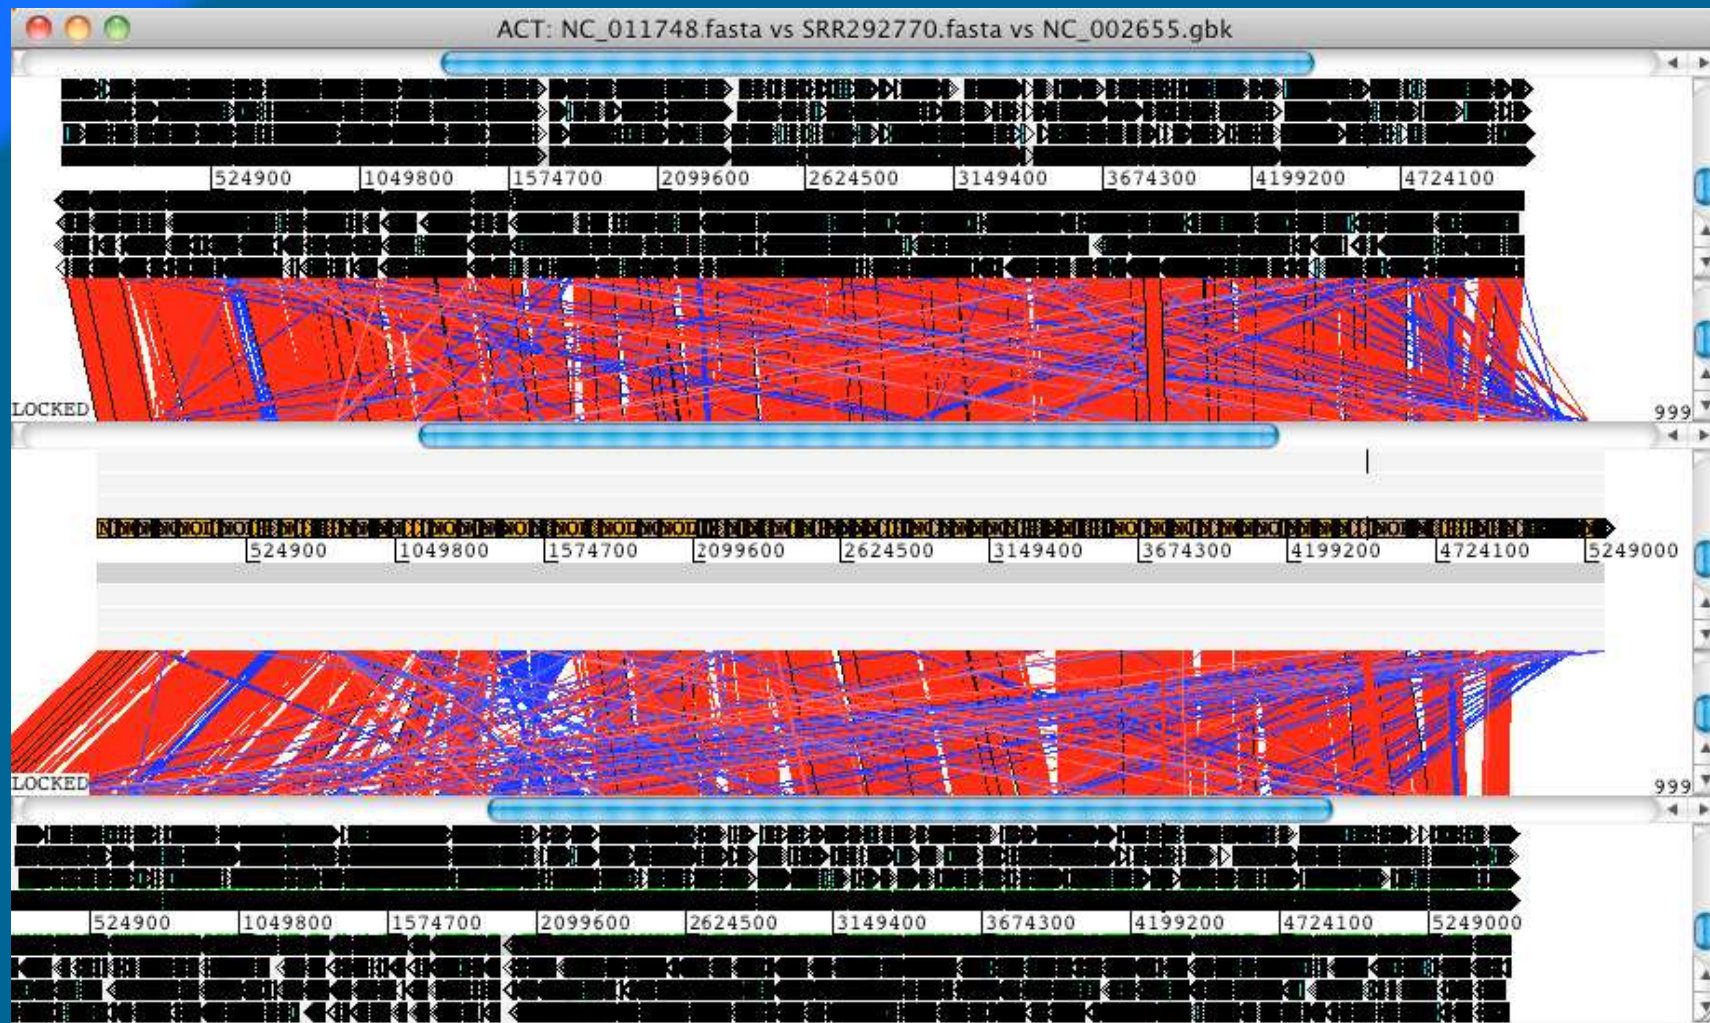 ACT: NC_011748.fasta vs SRR292770.fasta vs NC_002655.gbk
524900 1049800 1574700 2099600 2624500 3149400 3674300 4199200 4724100
LOCKED 999
524900 1049800 1574700 2099600 2624500 3149400 3674300 4199200 4724100 5249000
LOCKED 999
524900 1049800 1574700 2099600 2624500 3149400 3674300 4199200 4724100 5249000